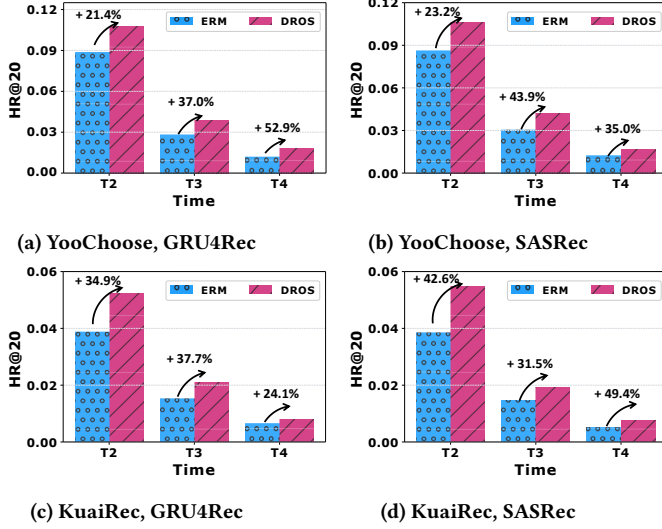 0.12
0.09
0.06
0.03
0.00
HR@20
+ 21.4%
+ 37.0%
+ 52.9%
ERM
DROS
T2 T3 T4
Time
(a) YooChoose, GRU4Rec
0.12
0.09
0.06
0.03
0.00
HR@20
+ 23.2%
+ 43.9%
+ 35.0%
ERM
DROS
T2 T3 T4
Time
(b) YooChoose, SASRec
0.06
0.04
0.02
0.00
HR@20
+ 34.9%
+ 37.7%
+ 24.1%
ERM
DROS
T2 T3 T4
Time
(c) KuaiRec, GRU4Rec
0.06
0.04
0.02
0.00
HR@20
+ 42.6%
+ 31.5%
+ 49.4%
ERM
DROS
T2 T3 T4
Time
(d) KuaiRec, SASRec